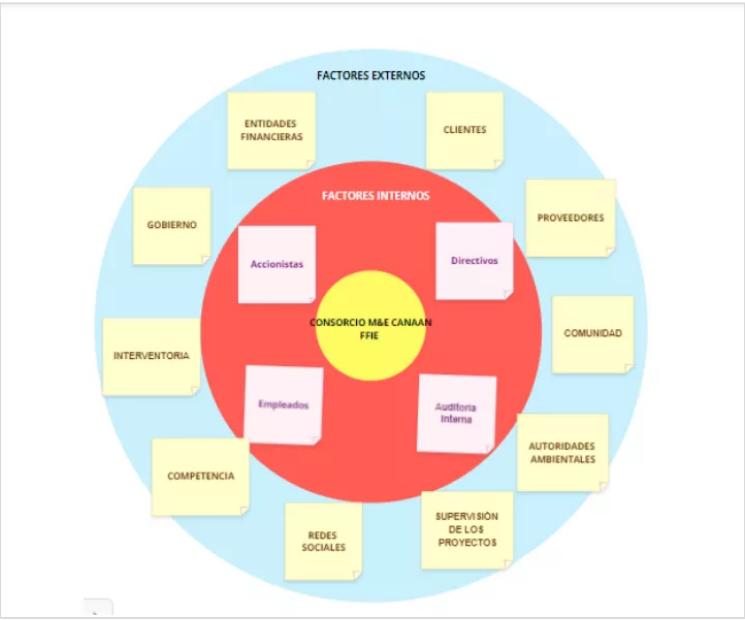 FACTORES EXTERNOS
ENTIDADES
FINANCIERAS
CLIENTES
FACTORES INTERNOS
GOBIERNO
PROVEEDORES
Accionistas
Directivos
CONSORCIO M&E CANAAN
FFIE
INTERVENTORIA
COMUNIDAD
Empleados
Auditoria
Interna
AUTORIDADES
AMBIENTALES
COMPETENCIA
REDES
SOCIALES
SUPERVISIÓN
DE LOS
PROYECTOS